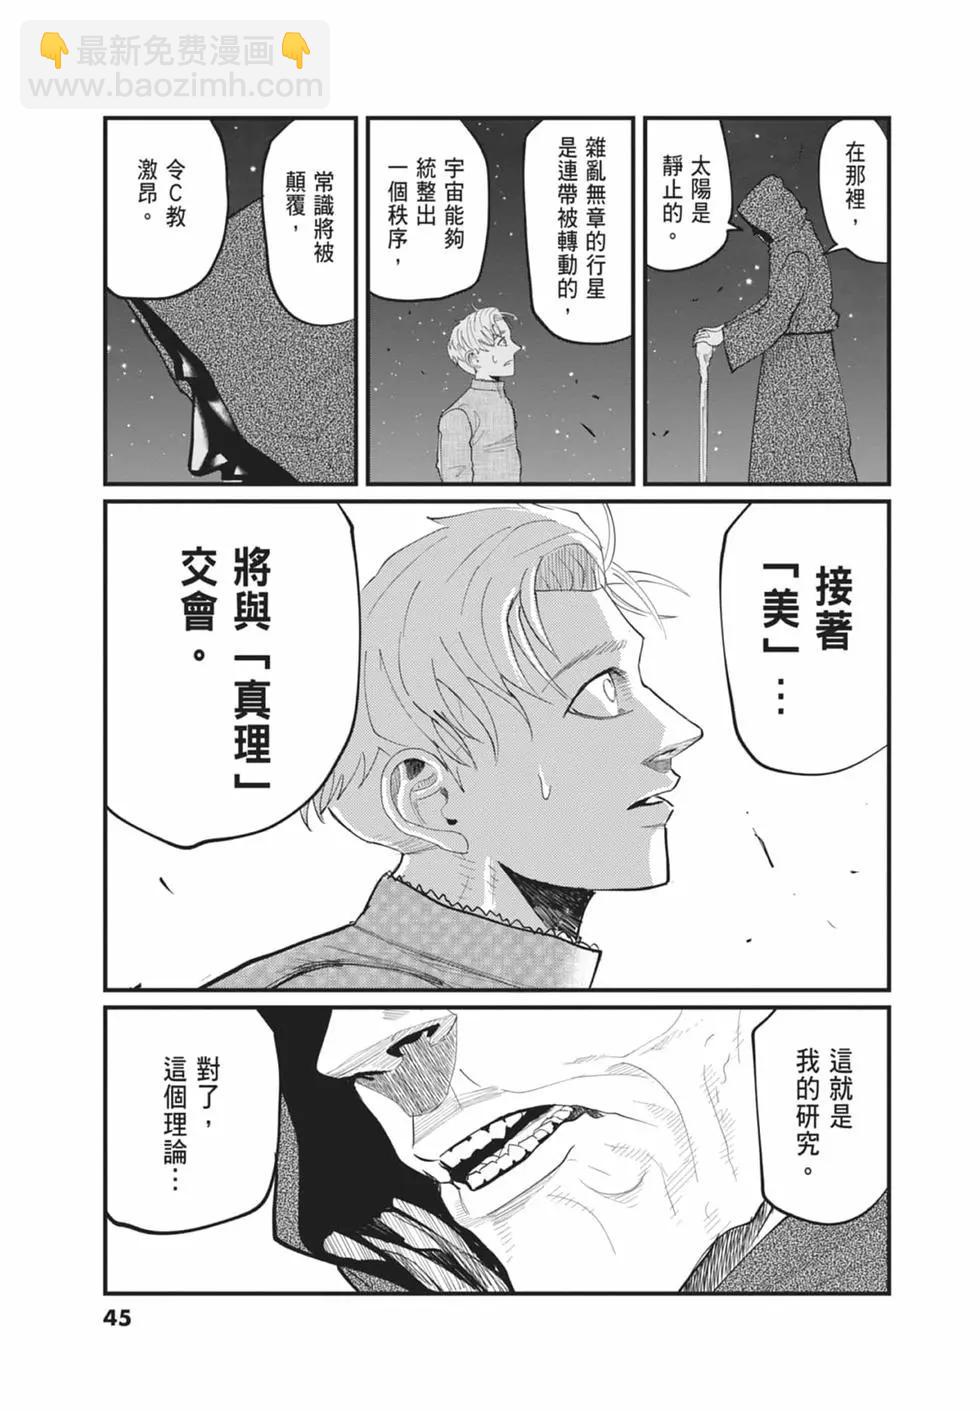 👇最新免费漫画👇
www.baozimh.com
在那裡，
太陽是
靜止的。
雜亂無章的行星
是連帶被轉動的，
宇宙能夠
統整出
一個秩序，
常識將被
顛覆，
令C教
激昂。
接著
「美」…
將與「真理」
交會。
這就是
我的研究。
對了，
這個理論…
45